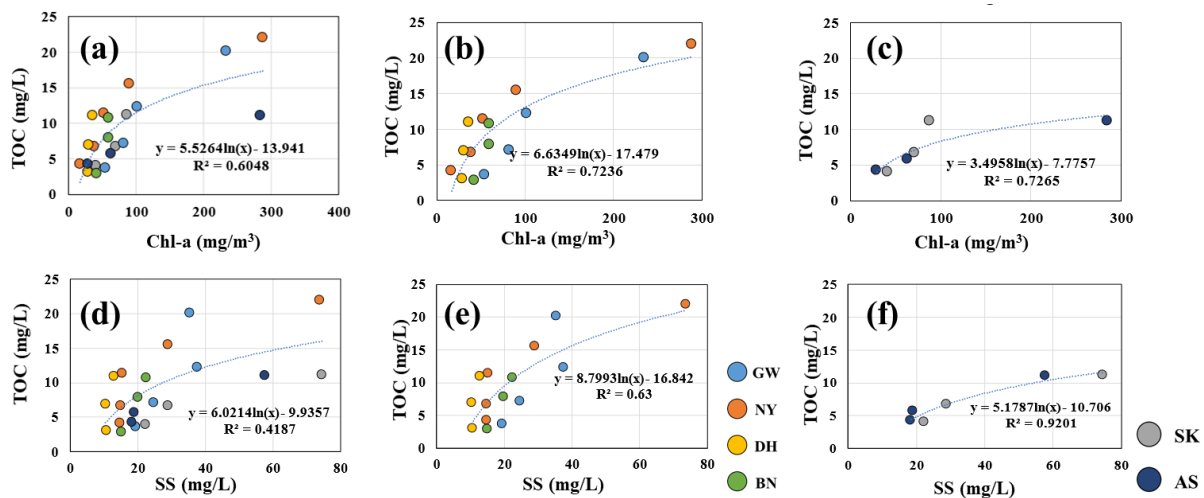 (a)
TOC (mg/L)
25
20
15
10
5
0
y = 5.5264ln(x)- 13.941
R² = 0.6048
0 100 200 300 400
Chl-a (mg/m³)
(b)
TOC (mg/L)
25
20
15
10
5
0
y = 6.6349ln(x)- 17.479
R² = 0.7236
0 100 200 300
Chl-a (mg/m³)
(c)
TOC (mg/L)
25
20
15
10
5
0
y = 3.4958ln(x)- 7.7757
R² = 0.7265
0 100 200 300
Chl-a (mg/m³)
(d)
TOC (mg/L)
25
20
15
10
5
0
y = 6.0214ln(x)- 9.9357
R² = 0.4187
0 20 40 60 80
SS (mg/L)
(e)
TOC (mg/L)
25
20
15
10
5
0
y = 8.7993ln(x)- 16.842
R² = 0.63
0 20 40 60 80
SS (mg/L)
GW
NY
DH
BN
(f)
TOC (mg/L)
25
20
15
10
5
0
y = 5.1787ln(x)- 10.706
R² = 0.9201
0 20 40 60 80
SS (mg/L)
SK
AS